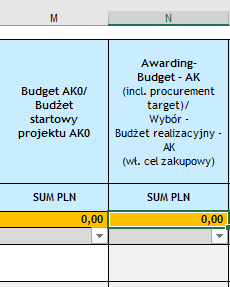 M
N
Budget AK0/
Budżet
startowy
projektu AK0
Awarding-
Budget - AK
(incl. procurement
target)/
Wybór -
Budżet realizacyjny -
AK
(wł. cel zakupowy)
SUM PLN
SUM PLN
0,00
0,00